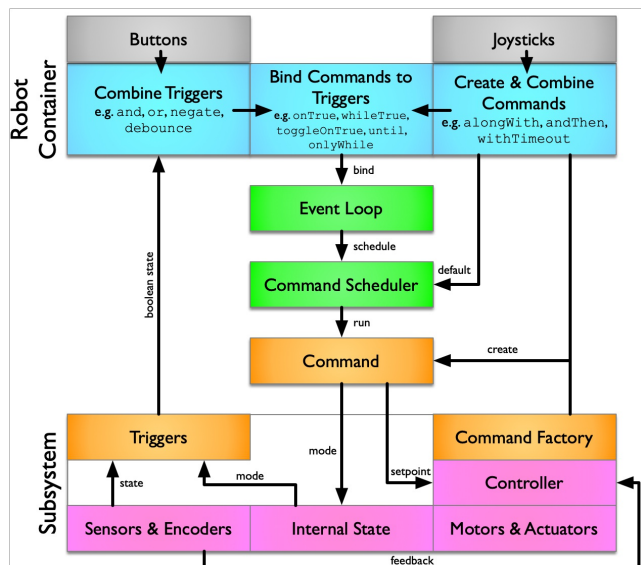 Buttons
Joysticks
Robot
Container
Combine Triggers
e.g. and, or, negate,
debounce
Bind Commands to
Triggers
e.g. onTrue, whileTrue,
toggleOnTrue, until,
onlyWhile
Create & Combine
Commands
e.g. alongWith, andThen,
withTimeout
bind
Event Loop
schedule
default
Command Scheduler
run
boolean state
Command
create
Subsystem
Triggers
mode
setpoint
Command Factory
state
mode
Controller
Sensors & Encoders
Internal State
Motors & Actuators
feedback